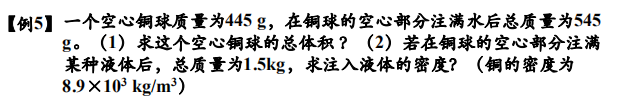 【例5】一个空心铜球质量为445 g，在铜球的空心部分注满水后总质量为545
g。（1）求这个空心铜球的总体积？（2）若在铜球的空心部分注满
某种液体后，总质量为1.5kg，求注入液体的密度？（铜的密度为
8.9×10³ kg/m³）